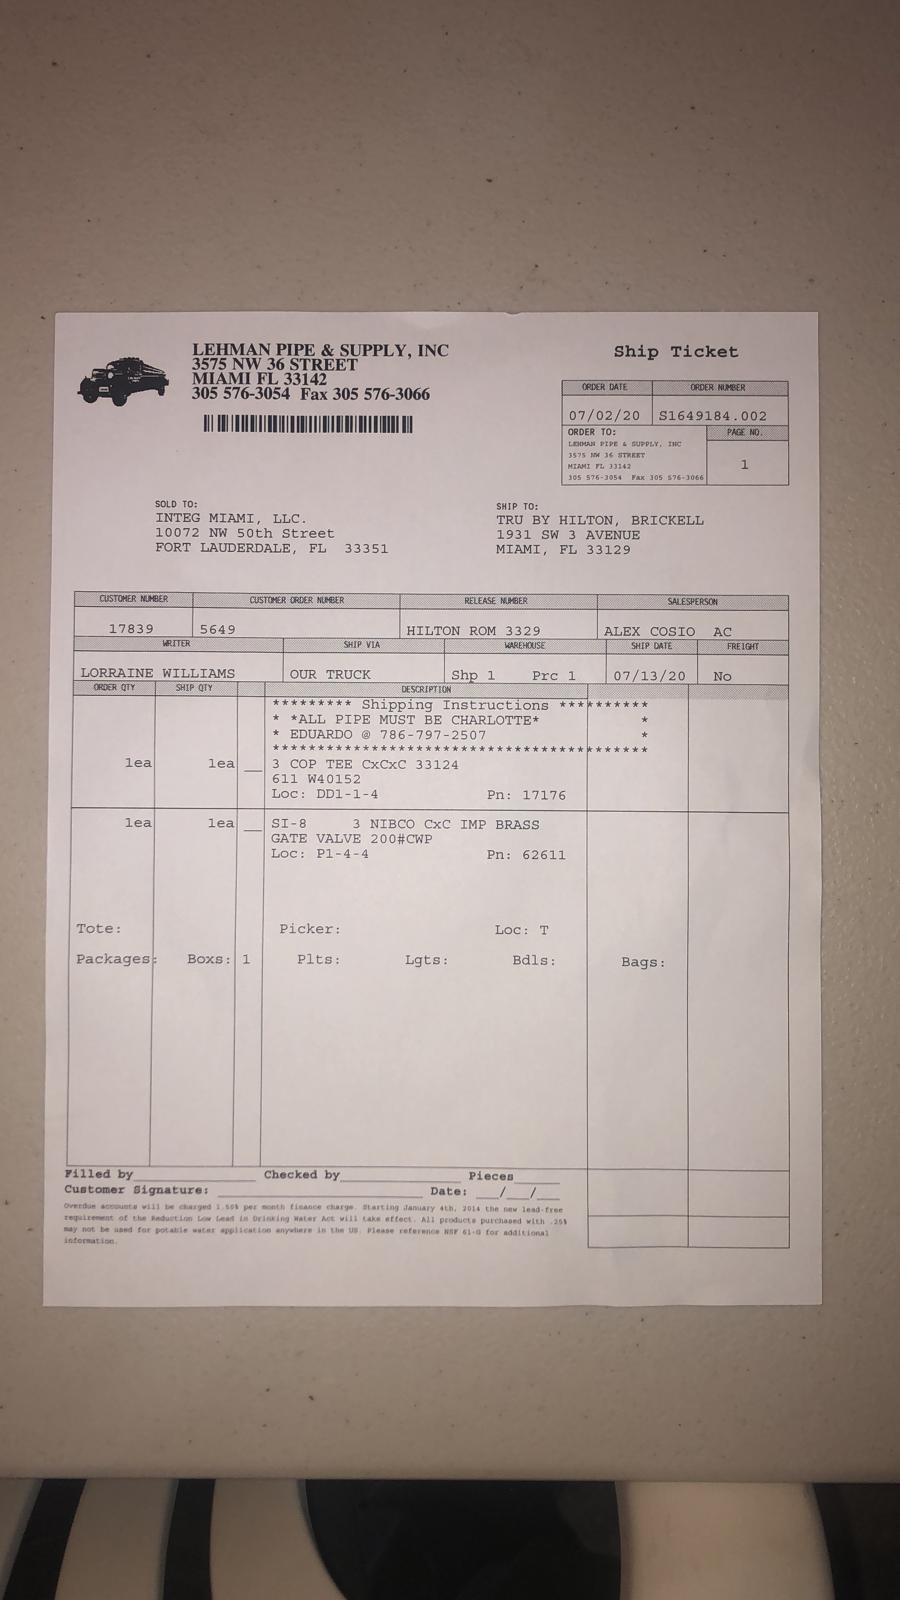 LEHMAN PIPE & SUPPLY, INC
3575 NW 36 STREET
MIAMI FL 33142
305 576-3054 Fax 305 576-3066
Ship Ticket
ORDER DATE ORDER NUMBER
07/02/20 S1649184.002
ORDER TO: PAGE NO.
LEHMAN PIPE & SUPPLY, INC
3575 NW 36 STREET
MIAMI FL 33142
305 576-3054 Fax 305 576-3066
1
SOLD TO:
INTEG MIAMI, LLC.
10072 NW 50th Street
FORT LAUDERDALE, FL 33351
SHIP TO:
TRU BY HILTON, BRICKELL
1931 SW 3 AVENUE
MIAMI, FL 33129
CUSTOMER NUMBER CUSTOMER ORDER NUMBER RELEASE NUMBER SALESPERSON
17839 5649 HILTON ROM 3329 ALEX COSIO AC
WRITER SHIP VIA WAREHOUSE SHIP DATE FREIGHT
LORRAINE WILLIAMS OUR TRUCK Shp 1 Prc 1 07/13/20 No
ORDER QTY SHIP QTY DESCRIPTION
********* Shipping Instructions **********
* *ALL PIPE MUST BE CHARLOTTE* *
* EDUARDO @ 786-797-2507 *
******************************************
1ea 1ea __ 3 COP TEE CxCxC 33124
611 W40152
Loc: DD1-1-4 Pn: 17176
1ea 1ea __ SI-8 3 NIBCO CxC IMP BRASS
GATE VALVE 200#CWP
Loc: P1-4-4 Pn: 62611
Tote: Picker: Loc: T
Packages: Boxs: 1 Plts: Lgts: Bdls: Bags:
Filled by____________ Checked by____________ Pieces_____
Customer Signature: ____________________ Date: ___/___/___
Overdue accounts will be charged 1.50% per month finance charge. Starting January 4th, 2014 the new lead-free
requirement of the Reduction Low Lead in Drinking Water Act will take effect. All products purchased with .25%
may not be used for potable water application anywhere in the US. Please reference NSF 61-G for additional
information.